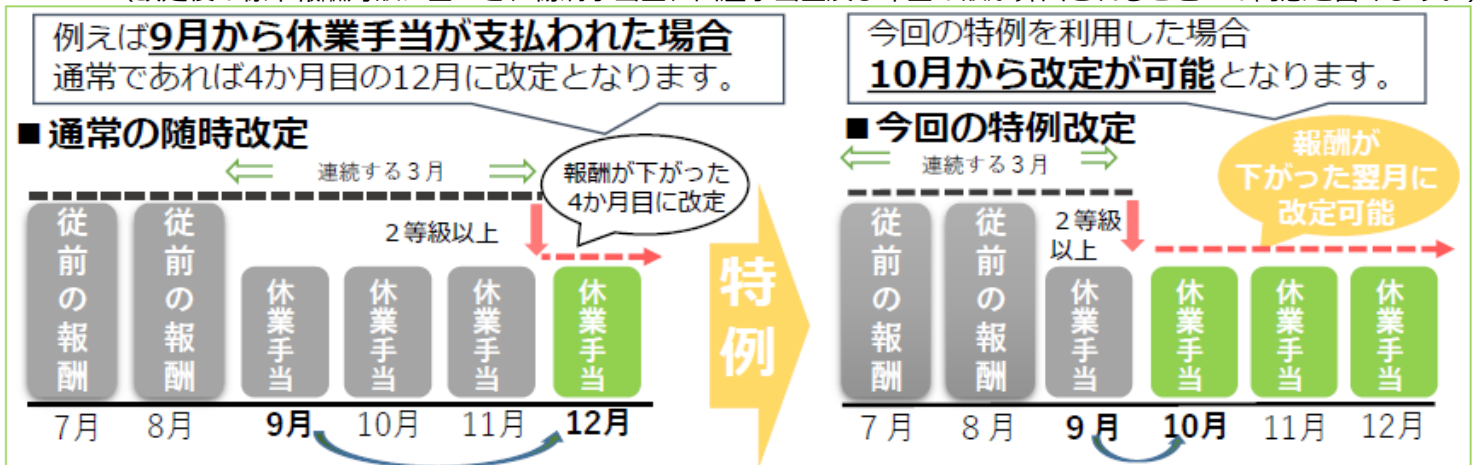 例えば9月から休業手当が支払われた場合
通常であれば4か月目の12月に改定となります。
■通常の随時改定
連続する3月
報酬が下がった
4か月目に改定
2等級以上
従前の報酬
従前の報酬
休業手当
休業手当
休業手当
休業手当
7月 8月 9月 10月 11月 12月
特例
今回の特例を利用した場合
10月から改定が可能となります。
■今回の特例改定
連続する3月
報酬が
下がった翌月に
改定可能
2等級
以上
従前の報酬
従前の報酬
休業手当
休業手当
休業手当
休業手当
7月 8月 9月 10月 11月 12月